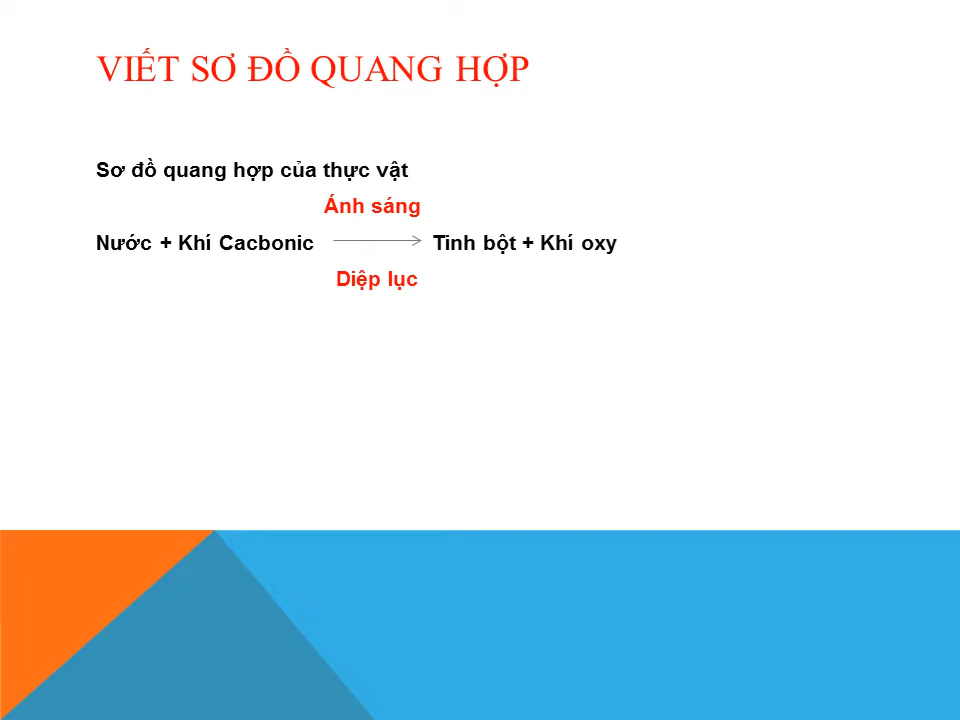 VIẾT SƠ ĐỒ QUANG HỢP
Sơ đồ quang hợp của thực vật
Ánh sáng
Nước + Khí Cacbonic Tinh bột + Khí oxy
Diệp lục